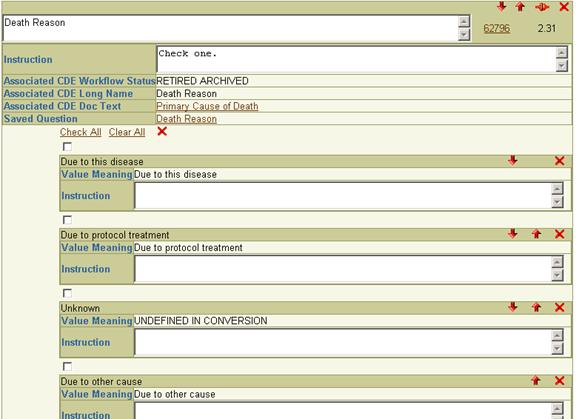 Death Reason
62796 2.31
Instruction Check one.
Associated CDE Workflow Status RETIRED ARCHIVED
Associated CDE Long Name Death Reason
Associated CDE Doc Text Primary Cause of Death
Saved Question Death Reason
Check All Clear All
Due to this disease
Value Meaning Due to this disease
Instruction
Due to protocol treatment
Value Meaning Due to protocol treatment
Instruction
Unknown
Value Meaning UNDEFINED IN CONVERSION
Instruction
Due to other cause
Value Meaning Due to other cause
Instruction